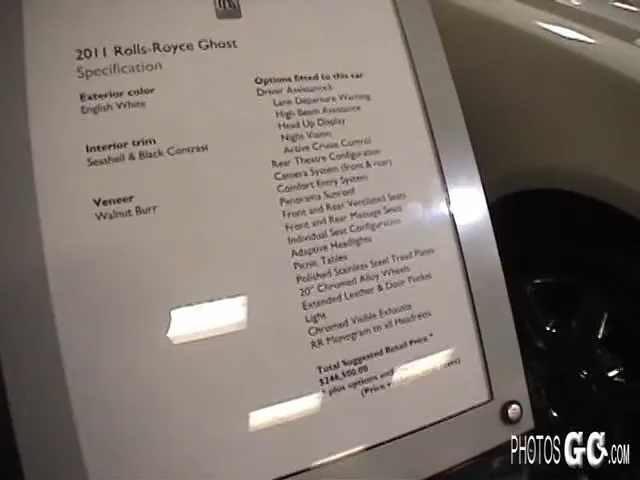 2011 Rolls-Royce Ghost
Specification
Exterior color
English White
Interior trim
Seashell & Black Contrast
Veneer
Walnut Burr
Options fitted to this car
Driver Assistance3
Lane Departure Warning
High Beam Assistance
Head Up Display
Night Vision
Active Cruise Control
Rear Theatre Configuration
Camera System (front & rear)
Comfort Entry System
Panorama Sunroof
Front and Rear Ventilated Seats
Front and Rear Massage Seats
Individual Seat Configuration
Adaptive Headlights
Picnic Tables
Polished Stainless Steel Tread Plates
20" Chromed Alloy Wheels
Extended Leather & Door Pocket
Light
Chromed Visible Exhausts
RR Monogram to all Headrests
Total Suggested Retail Price *
$246,500.00
* plus options and
(Price
PHOTOSGC.COM